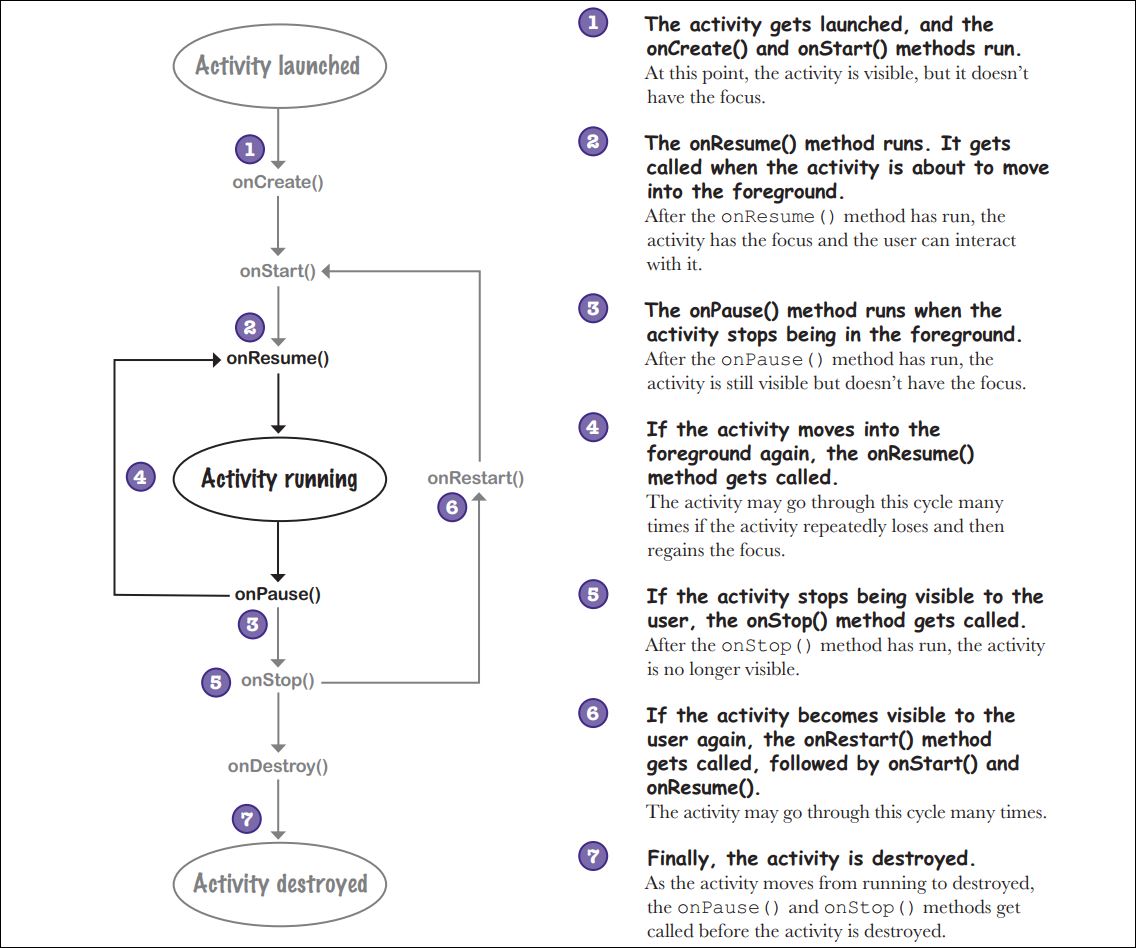 Activity launched
1
onCreate()
onStart()
2
onResume()
4
Activity running
onRestart()
6
onPause()
3
5
onStop()
onDestroy()
7
Activity destroyed
1
The activity gets launched, and the
onCreate() and onStart() methods run.
At this point, the activity is visible, but it doesn’t
have the focus.
2
The onResume() method runs. It gets
called when the activity is about to move
into the foreground.
After the onResume() method has run, the
activity has the focus and the user can interact
with it.
3
The onPause() method runs when the
activity stops being in the foreground.
After the onPause() method has run, the
activity is still visible but doesn’t have the focus.
4
If the activity moves into the
foreground again, the onResume()
method gets called.
The activity may go through this cycle many
times if the activity repeatedly loses and then
regains the focus.
5
If the activity stops being visible to the
user, the onStop() method gets called.
After the onStop() method has run, the activity
is no longer visible.
6
If the activity becomes visible to the
user again, the onRestart() method
gets called, followed by onStart() and
onResume().
The activity may go through this cycle many times.
7
Finally, the activity is destroyed.
As the activity moves from running to destroyed,
the onPause() and onStop() methods get
called before the activity is destroyed.